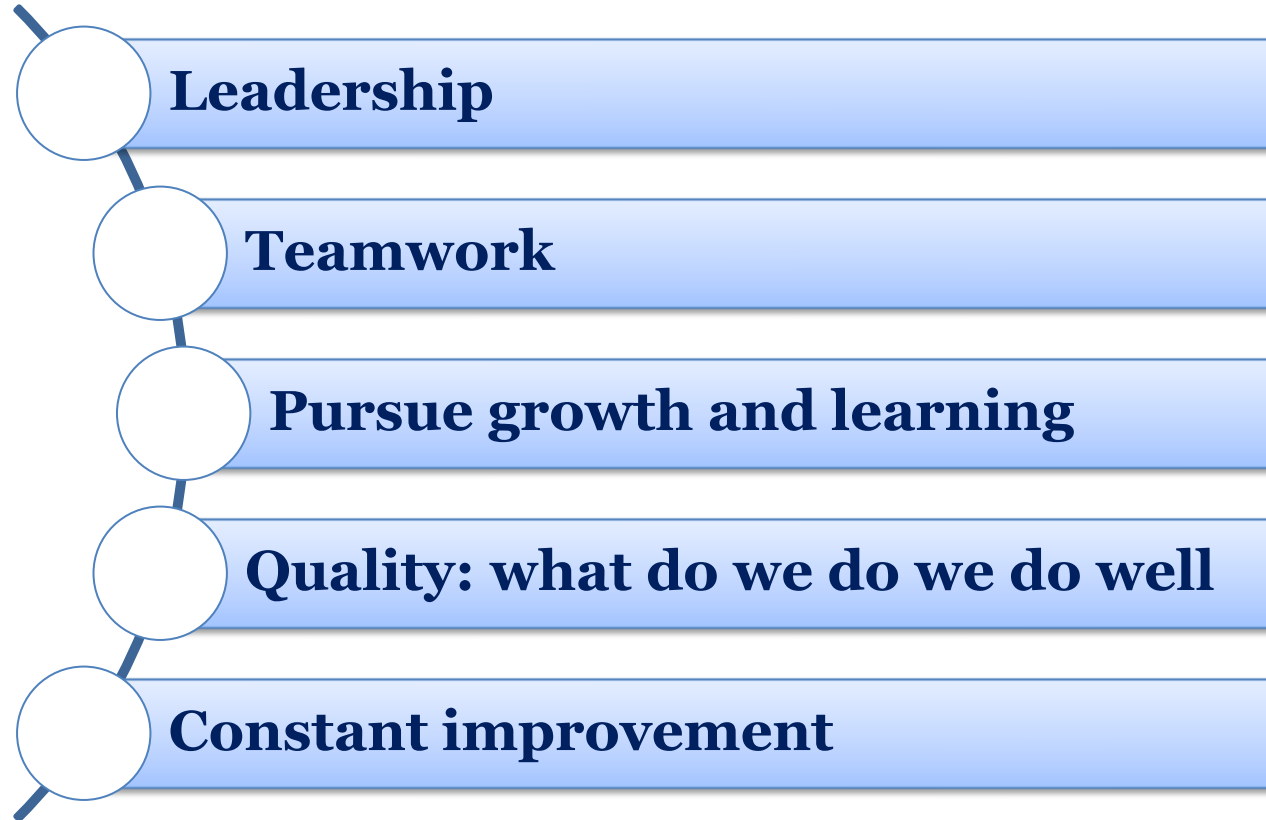 Leadership
Teamwork
Pursue growth and learning
Quality: what do we do we do well
Constant improvement